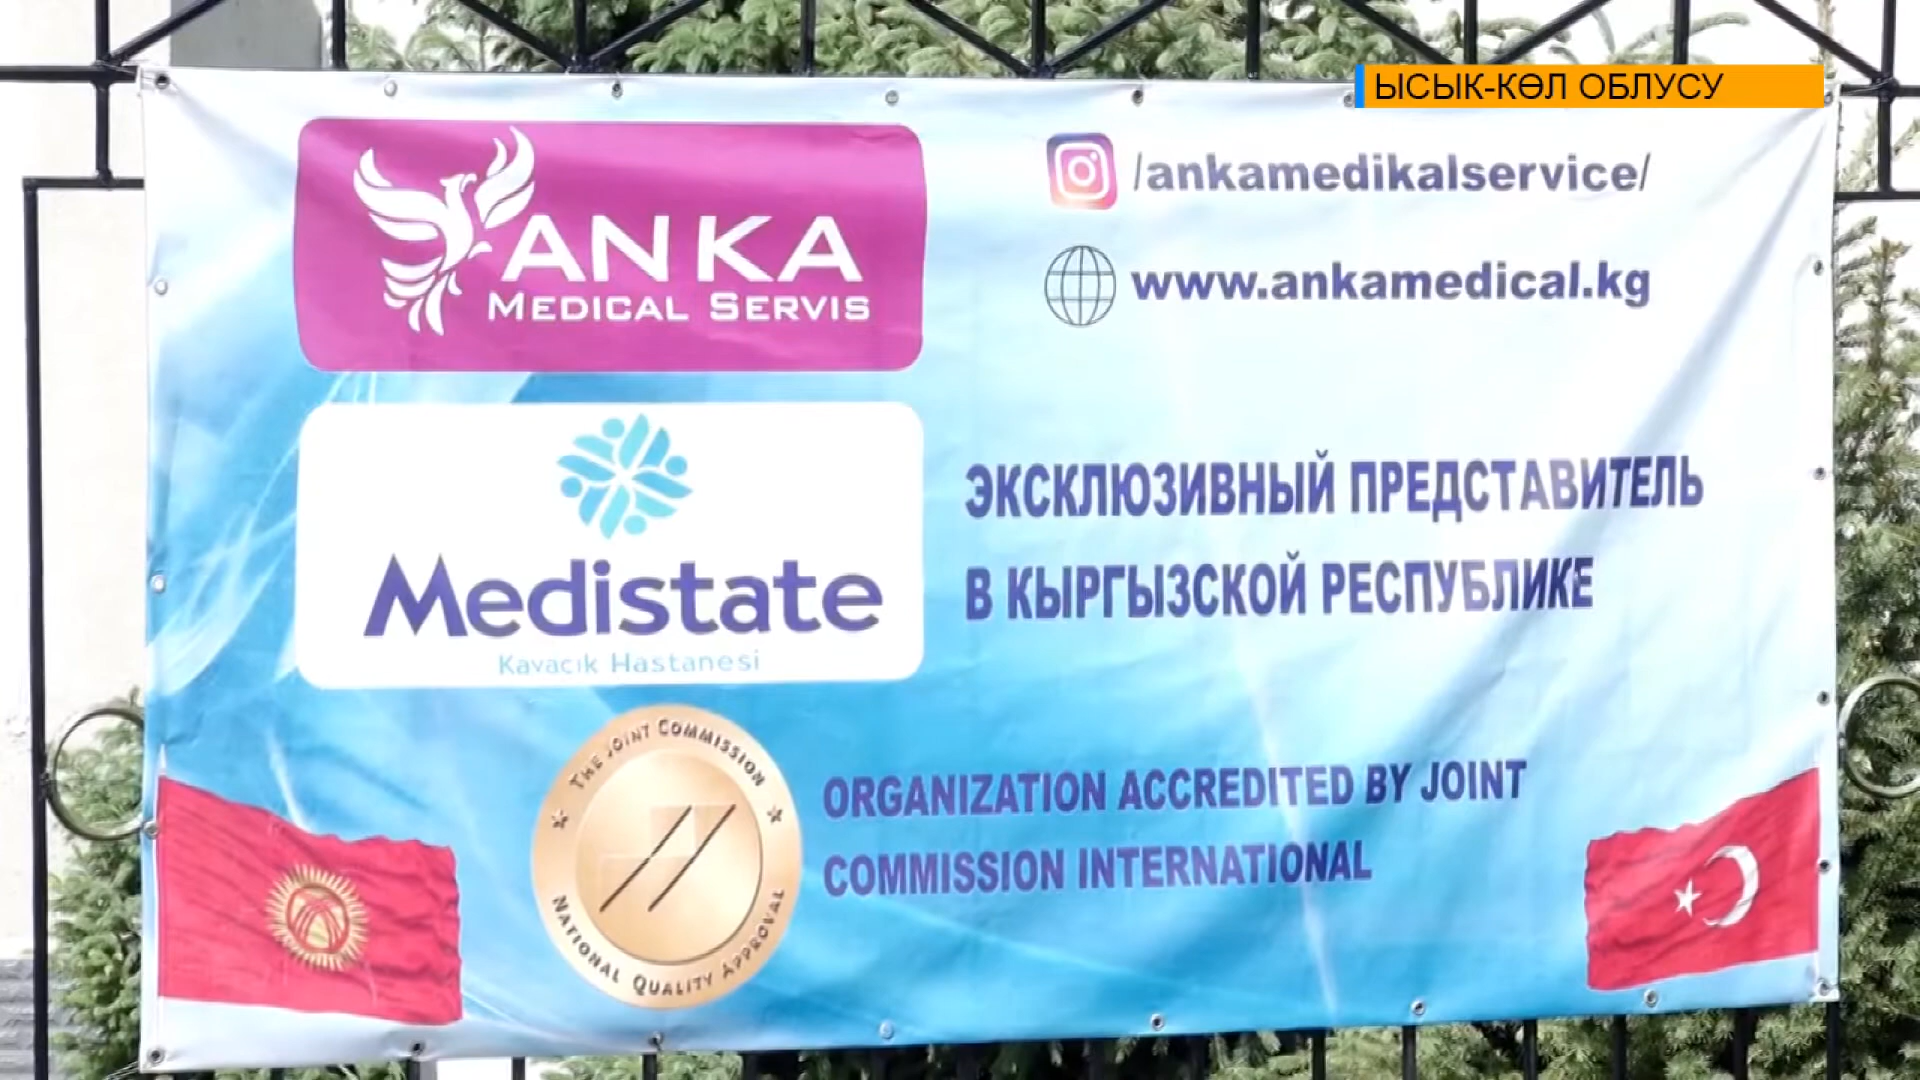 ЫСЫК-КӨЛ ОБЛУСУ
ANKA
MEDICAL SERVIS
/ankamedikalservice/
www.ankamedical.kg
Medistate
Kavacık Hastanesi
ЭКСКЛЮЗИВНЫЙ ПРЕДСТАВИТЕЛЬ
В КЫРГЫЗСКОЙ РЕСПУБЛИКЕ
THE JOINT COMMISSION
NATIONAL QUALITY APPROVAL
ORGANIZATION ACCREDITED BY JOINT
COMMISSION INTERNATIONAL